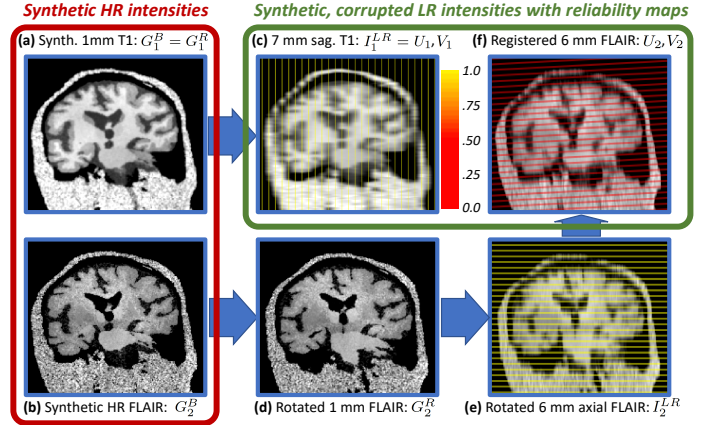 Synthetic HR intensities
Synthetic, corrupted LR intensities with reliability maps
(a) Synth. 1mm T1: $G_1^B = G_1^R$
(c) 7 mm sag. T1: $I_1^{LR} = U_1, V_1$
(f) Registered 6 mm FLAIR: $U_2, V_2$
1.0
.75
.50
.25
0.0
(b) Synthetic HR FLAIR: $G_2^B$
(d) Rotated 1 mm FLAIR: $G_2^R$
(e) Rotated 6 mm axial FLAIR: $I_2^{LR}$